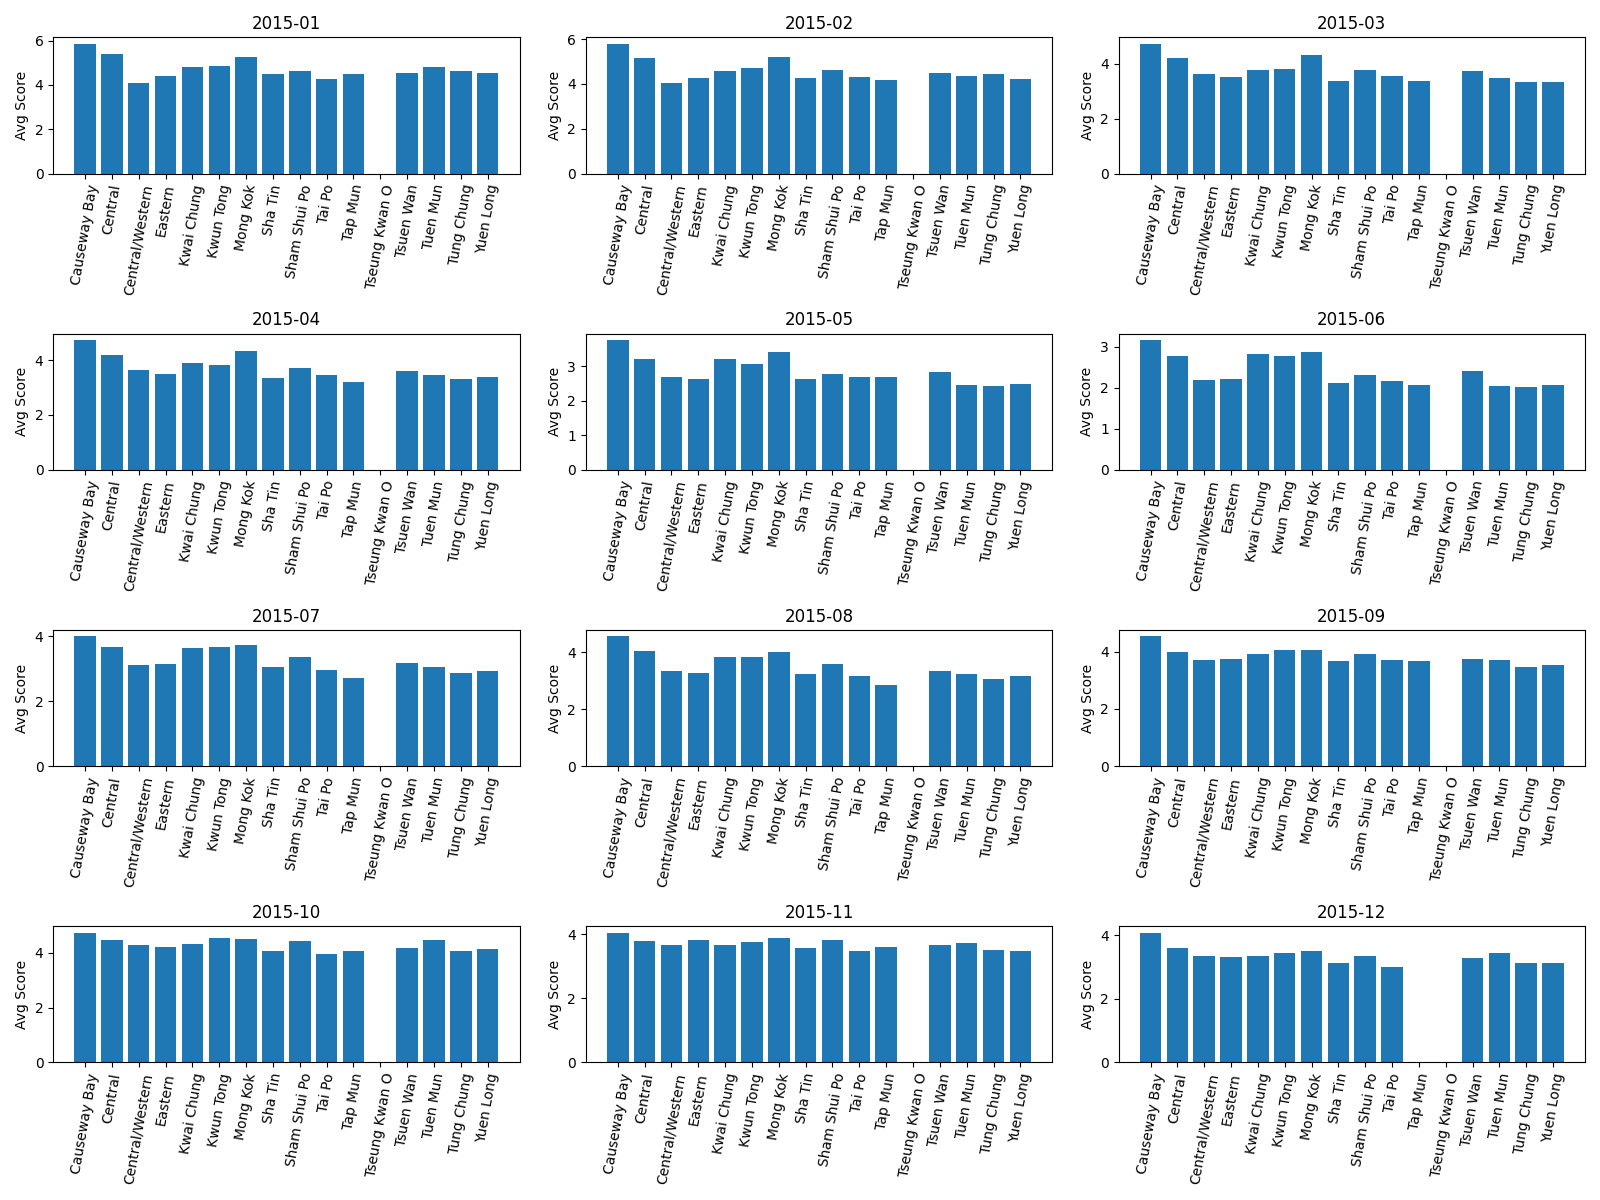 2015-01
Avg Score
6
4
2
0
Causeway Bay
Central
Central/Western
Eastern
Kwai Chung
Kwun Tong
Mong Kok
Sha Tin
Sham Shui Po
Tai Po
Tap Mun
Tseung Kwan O
Tsuen Wan
Tuen Mun
Tung Chung
Yuen Long
2015-02
Avg Score
6
4
2
0
Causeway Bay
Central
Central/Western
Eastern
Kwai Chung
Kwun Tong
Mong Kok
Sha Tin
Sham Shui Po
Tai Po
Tap Mun
Tseung Kwan O
Tsuen Wan
Tuen Mun
Tung Chung
Yuen Long
2015-03
Avg Score
4
2
0
Causeway Bay
Central
Central/Western
Eastern
Kwai Chung
Kwun Tong
Mong Kok
Sha Tin
Sham Shui Po
Tai Po
Tap Mun
Tseung Kwan O
Tsuen Wan
Tuen Mun
Tung Chung
Yuen Long
2015-04
Avg Score
4
2
0
Causeway Bay
Central
Central/Western
Eastern
Kwai Chung
Kwun Tong
Mong Kok
Sha Tin
Sham Shui Po
Tai Po
Tap Mun
Tseung Kwan O
Tsuen Wan
Tuen Mun
Tung Chung
Yuen Long
2015-05
Avg Score
3
2
1
0
Causeway Bay
Central
Central/Western
Eastern
Kwai Chung
Kwun Tong
Mong Kok
Sha Tin
Sham Shui Po
Tai Po
Tap Mun
Tseung Kwan O
Tsuen Wan
Tuen Mun
Tung Chung
Yuen Long
2015-06
Avg Score
3
2
1
0
Causeway Bay
Central
Central/Western
Eastern
Kwai Chung
Kwun Tong
Mong Kok
Sha Tin
Sham Shui Po
Tai Po
Tap Mun
Tseung Kwan O
Tsuen Wan
Tuen Mun
Tung Chung
Yuen Long
2015-07
Avg Score
4
2
0
Causeway Bay
Central
Central/Western
Eastern
Kwai Chung
Kwun Tong
Mong Kok
Sha Tin
Sham Shui Po
Tai Po
Tap Mun
Tseung Kwan O
Tsuen Wan
Tuen Mun
Tung Chung
Yuen Long
2015-08
Avg Score
4
2
0
Causeway Bay
Central
Central/Western
Eastern
Kwai Chung
Kwun Tong
Mong Kok
Sha Tin
Sham Shui Po
Tai Po
Tap Mun
Tseung Kwan O
Tsuen Wan
Tuen Mun
Tung Chung
Yuen Long
2015-09
Avg Score
4
2
0
Causeway Bay
Central
Central/Western
Eastern
Kwai Chung
Kwun Tong
Mong Kok
Sha Tin
Sham Shui Po
Tai Po
Tap Mun
Tseung Kwan O
Tsuen Wan
Tuen Mun
Tung Chung
Yuen Long
2015-10
Avg Score
4
2
0
Causeway Bay
Central
Central/Western
Eastern
Kwai Chung
Kwun Tong
Mong Kok
Sha Tin
Sham Shui Po
Tai Po
Tap Mun
Tseung Kwan O
Tsuen Wan
Tuen Mun
Tung Chung
Yuen Long
2015-11
Avg Score
4
2
0
Causeway Bay
Central
Central/Western
Eastern
Kwai Chung
Kwun Tong
Mong Kok
Sha Tin
Sham Shui Po
Tai Po
Tap Mun
Tseung Kwan O
Tsuen Wan
Tuen Mun
Tung Chung
Yuen Long
2015-12
Avg Score
4
2
0
Causeway Bay
Central
Central/Western
Eastern
Kwai Chung
Kwun Tong
Mong Kok
Sha Tin
Sham Shui Po
Tai Po
Tap Mun
Tseung Kwan O
Tsuen Wan
Tuen Mun
Tung Chung
Yuen Long